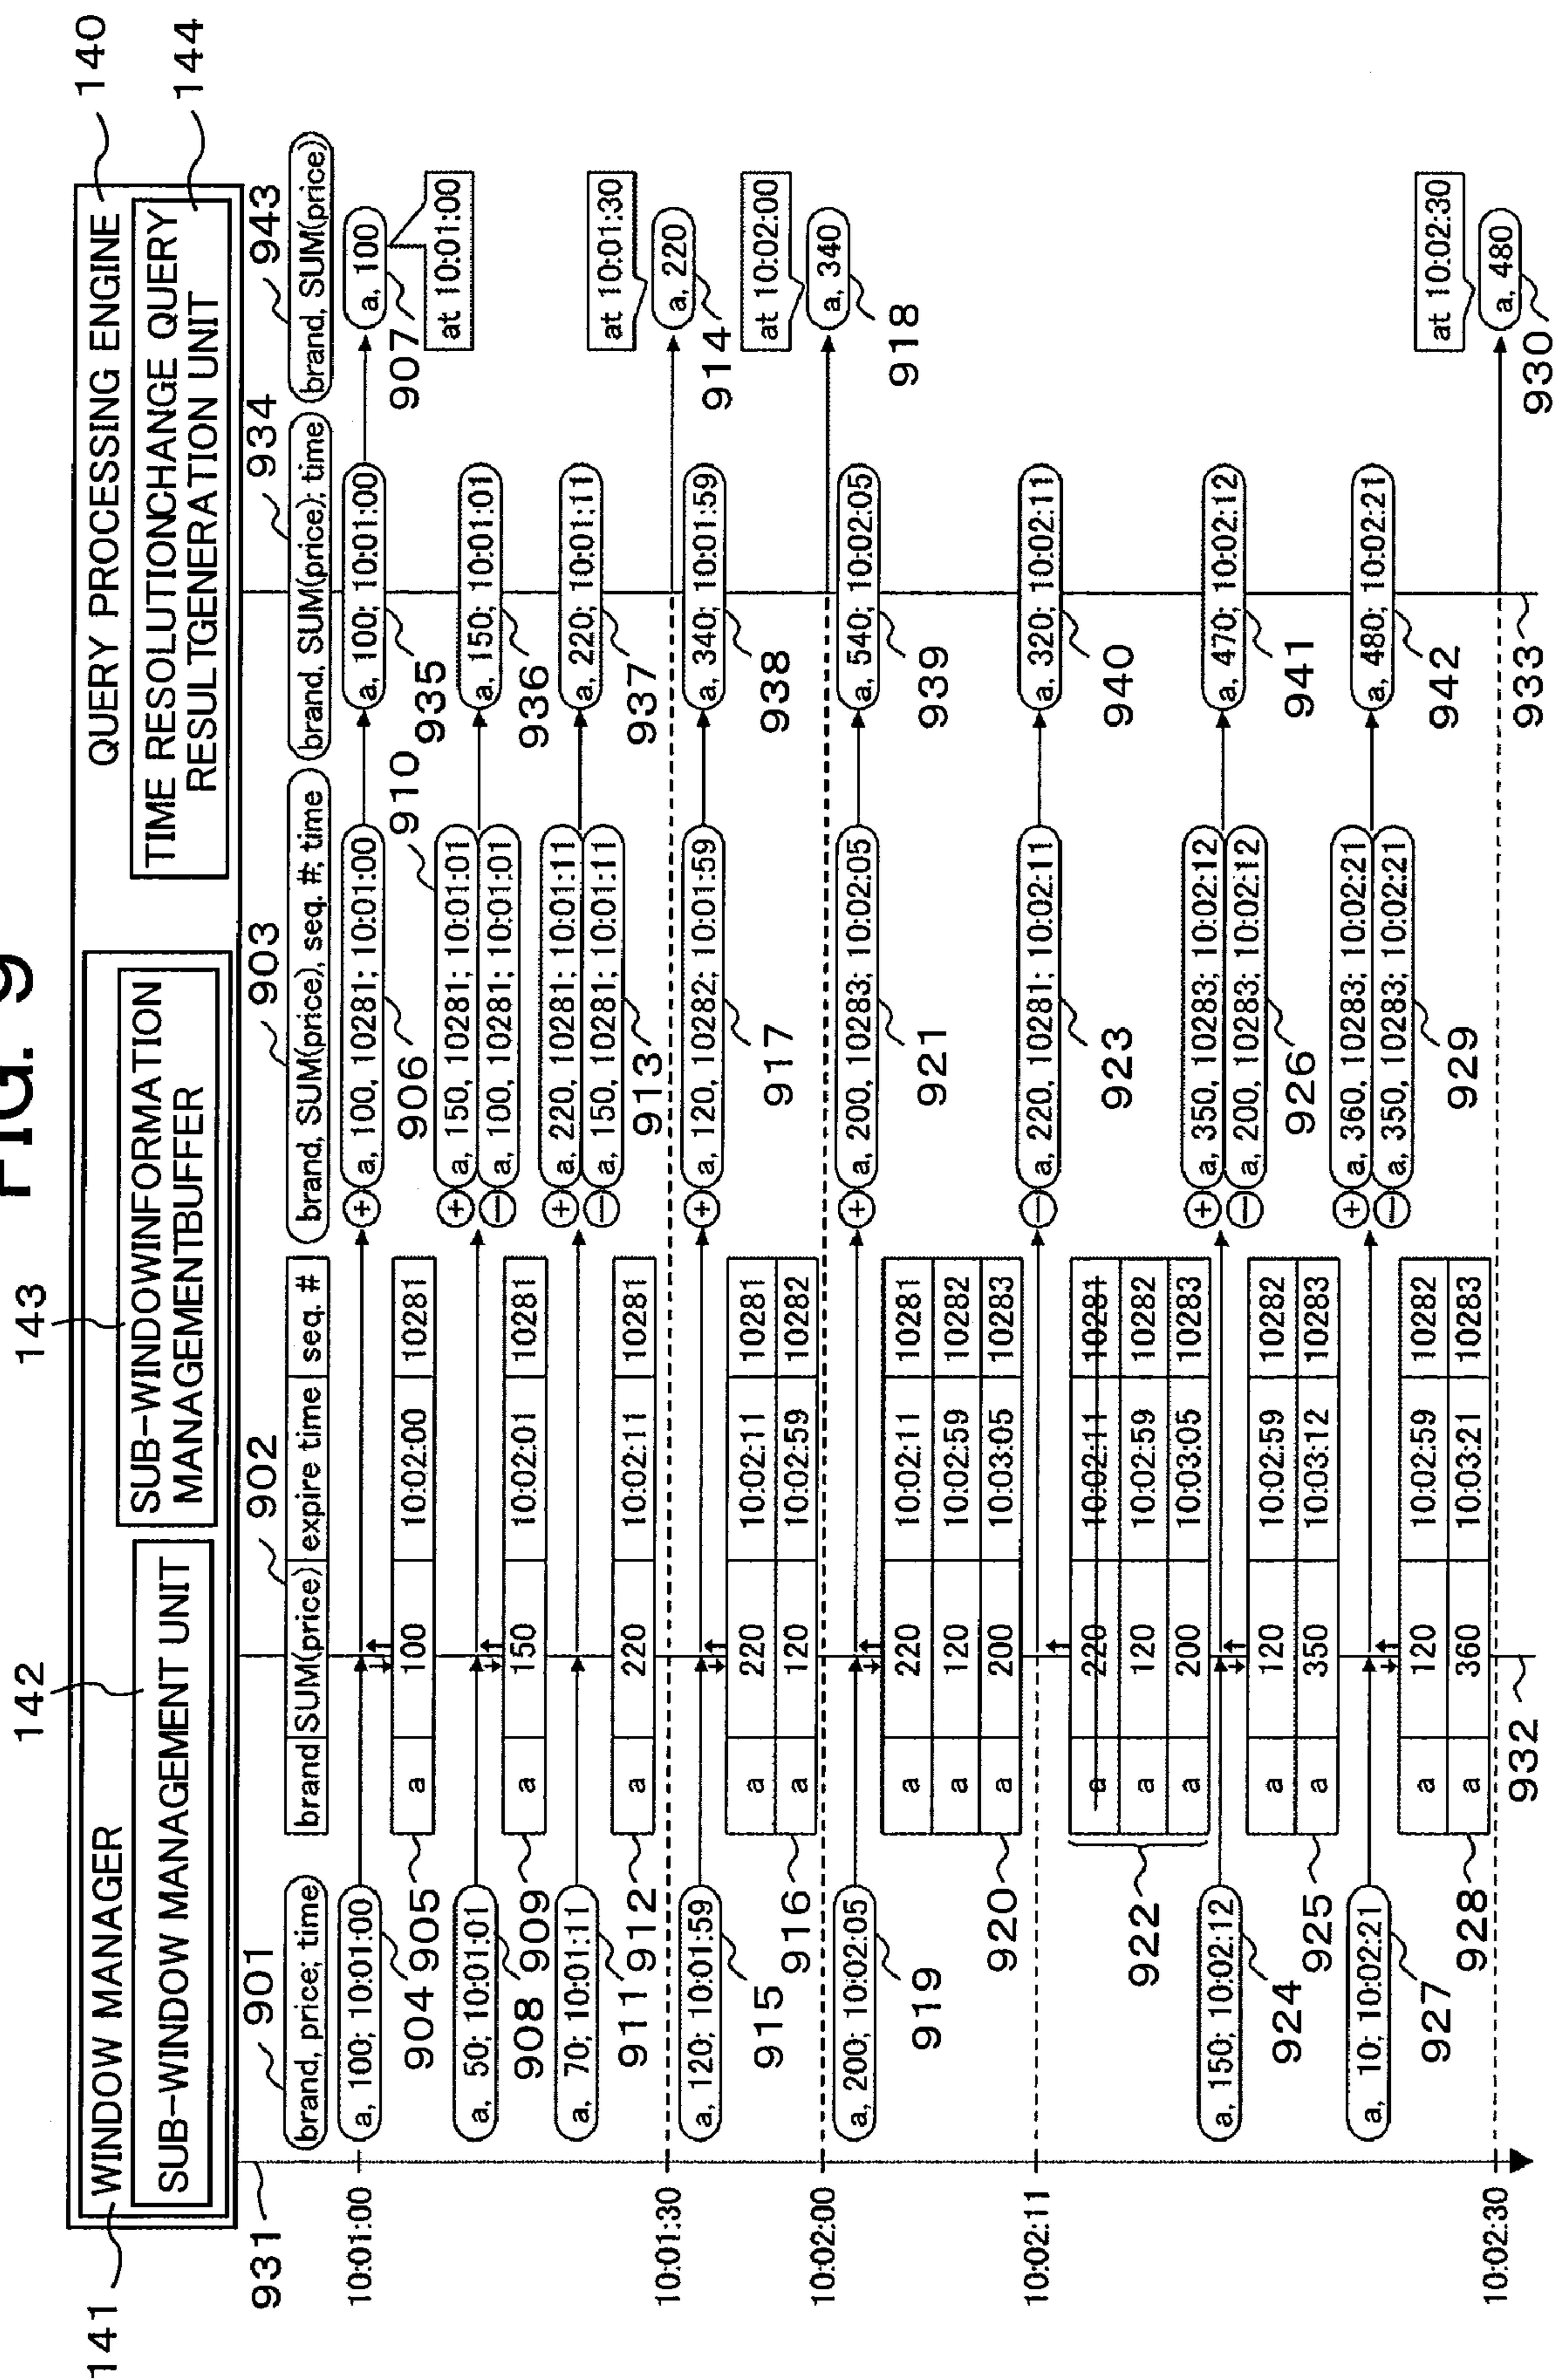 FIG. 9
143
142
141
140
144
WINDOW MANAGER
SUB-WINDOW MANAGEMENT UNIT
SUB-WINDOWINFORMATION
MANAGEMENTBUFFER
QUERY PROCESSING ENGINE
TIME RESOLUTIONCHANGE QUERY
RESULTGENERATION UNIT
931
901
902
903
934
943
brand, price; time
brand SUM(price) expire time seq. #
brand, SUM(price), seq. #; time
brand, SUM(price); time
brand, SUM(price)
10:01:00
a, 100; 10:01:00
904
a 100 10:02:00 10281
905
+ a, 100, 10281; 10:01:00
906
a, 100; 10:01:00
935
a, 100
907
at 10:01:00
a, 50; 10:01:01
908
a 150 10:02:01 10281
909
+ a, 150, 10281; 10:01:01
− a, 100, 10281; 10:01:01
910
a, 150; 10:01:01
936
a, 70; 10:01:11
911
a 220 10:02:11 10281
912
+ a, 220, 10281; 10:01:11
− a, 150, 10281; 10:01:11
913
a, 220; 10:01:11
937
10:01:30
at 10:01:30
a, 220
914
a, 120; 10:01:59
915
a 220 10:02:11 10281
a 120 10:02:59 10282
916
+ a, 120, 10282; 10:01:59
917
a, 340; 10:01:59
938
10:02:00
at 10:02:00
a, 340
918
a, 200; 10:02:05
919
a 220 10:02:11 10281
a 120 10:02:59 10282
a 200 10:03:05 10283
920
+ a, 200, 10283; 10:02:05
921
a, 540; 10:02:05
939
10:02:11
a 220 10:02:11 10281
a 120 10:02:59 10282
a 200 10:03:05 10283
922
− a, 220, 10281; 10:02:11
923
a, 320; 10:02:11
940
a, 150; 10:02:12
924
a 120 10:02:59 10282
a 350 10:03:12 10283
925
+ a, 350, 10283; 10:02:12
− a, 200, 10283; 10:02:12
926
a, 470; 10:02:12
941
a, 10; 10:02:21
927
a 120 10:02:59 10282
a 360 10:03:21 10283
928
+ a, 360, 10283; 10:02:21
− a, 350, 10283; 10:02:21
929
a, 480; 10:02:21
942
10:02:30
at 10:02:30
a, 480
930
932
933